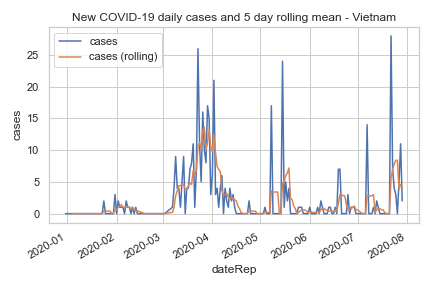 New COVID-19 daily cases and 5 day rolling mean - Vietnam
cases
cases (rolling)
25
20
15
10
5
0
cases
2020-01
2020-02
2020-03
2020-04
2020-05
2020-06
2020-07
2020-08
dateRep